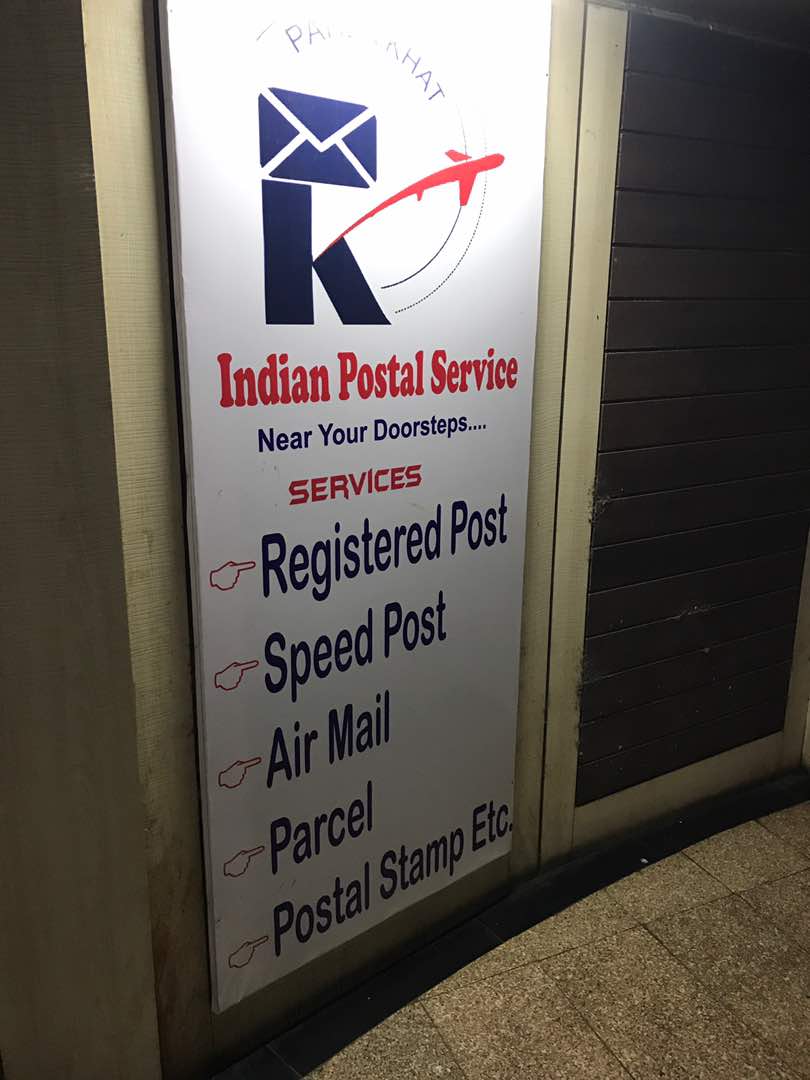 Indian Postal Service
Near Your Doorsteps....
SERVICES
Registered Post
Speed Post
Air Mail
Parcel
Postal Stamp Etc.